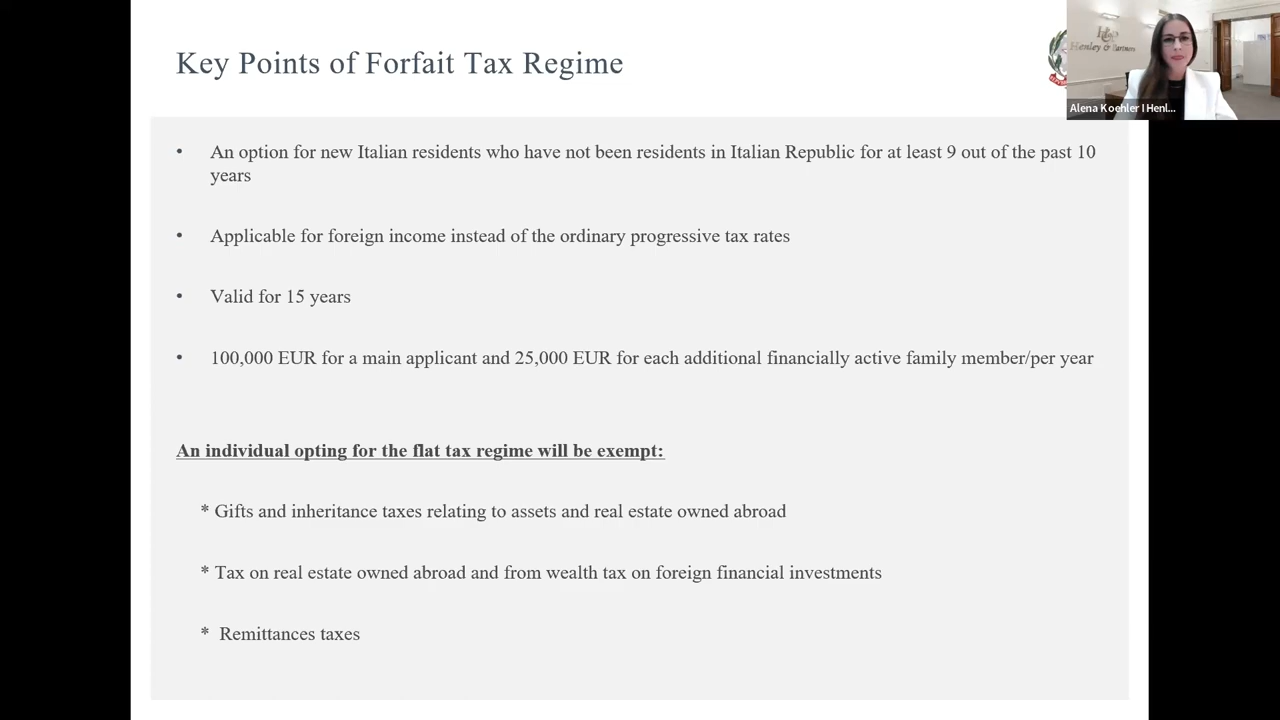 Key Points of Forfait Tax Regime
Henley & Partners
Alena Koehler I Henl...
• An option for new Italian residents who have not been residents in Italian Republic for at least 9 out of the past 10
years
• Applicable for foreign income instead of the ordinary progressive tax rates
• Valid for 15 years
• 100,000 EUR for a main applicant and 25,000 EUR for each additional financially active family member/per year
An individual opting for the flat tax regime will be exempt:
* Gifts and inheritance taxes relating to assets and real estate owned abroad
* Tax on real estate owned abroad and from wealth tax on foreign financial investments
* Remittances taxes